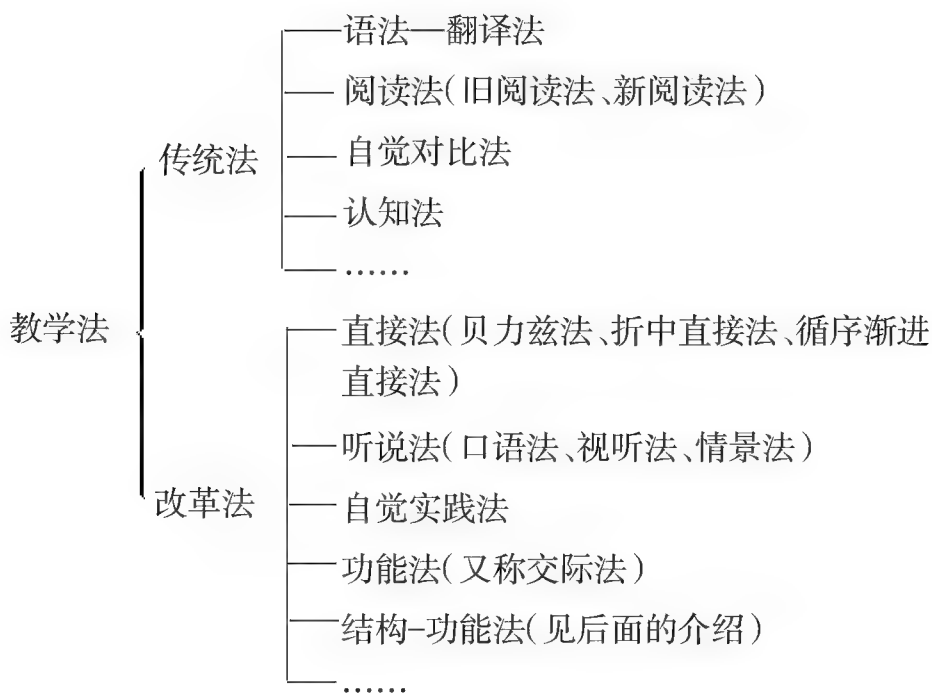 语法—翻译法
阅读法(旧阅读法、新阅读法)
传统法
自觉对比法
认知法
……
教学法
直接法(贝力兹法、折中直接法、循序渐进
直接法)
听说法(口语法、视听法、情景法)
改革法
自觉实践法
功能法(又称交际法)
结构-功能法(见后面的介绍)
……